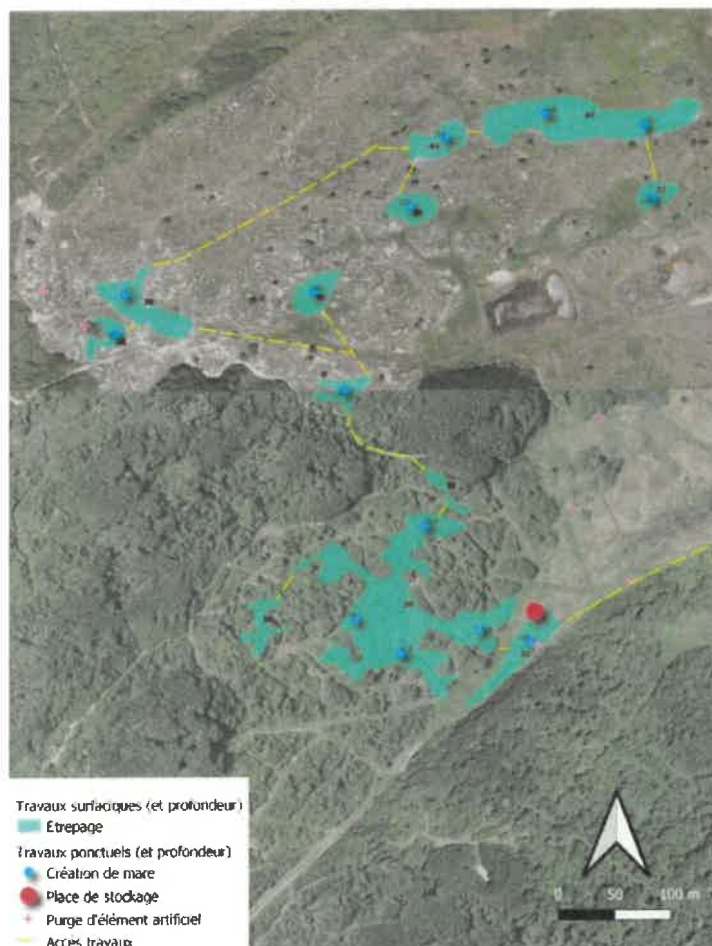 Travaux surfaciques (et profondeur)
Etrepage
Travaux ponctuels (et profondeur)
Création de mare
Place de stockage
Purge d'élément artificiel
Accès travaux
0 50 100 m